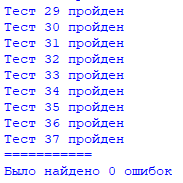 Тест 29 пройден
Тест 30 пройден
Тест 31 пройден
Тест 32 пройден
Тест 33 пройден
Тест 34 пройден
Тест 35 пройден
Тест 36 пройден
Тест 37 пройден
===========
Было найдено 0 ошибок